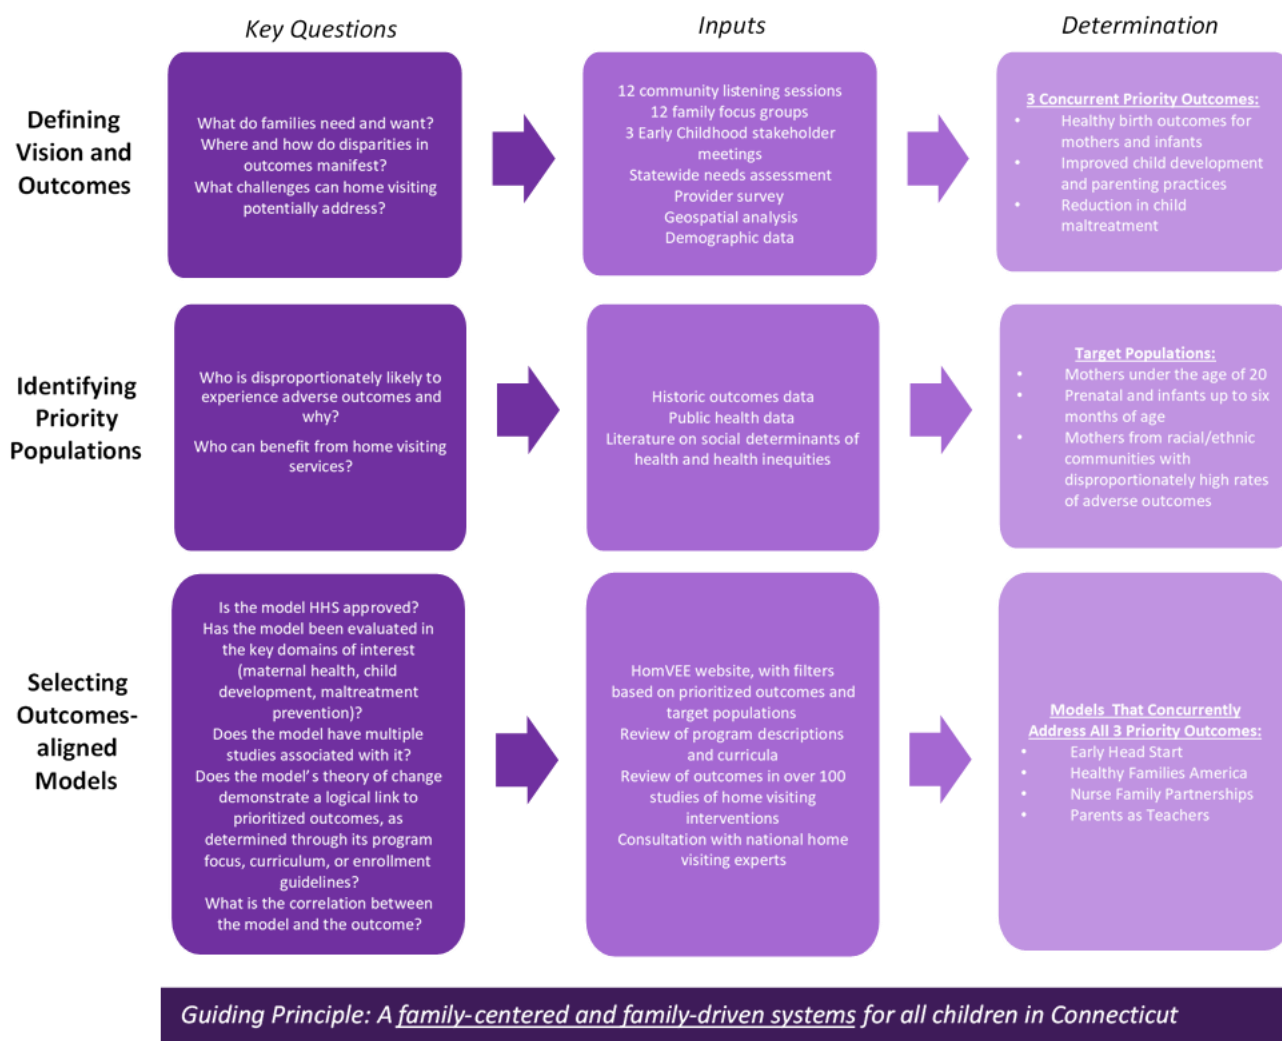 Key Questions
Inputs
Determination
Defining
Vision and
Outcomes
What do families need and want?
Where and how do disparities in
outcomes manifest?
What challenges can home visiting
potentially address?
12 community listening sessions
12 family focus groups
3 Early Childhood stakeholder
meetings
Statewide needs assessment
Provider survey
Geospatial analysis
Demographic data
3 Concurrent Priority Outcomes:
• Healthy birth outcomes for
mothers and infants
• Improved child development
and parenting practices
• Reduction in child
maltreatment
Identifying
Priority
Populations
Who is disproportionately likely to
experience adverse outcomes and
why?
Who can benefit from home visiting
services?
Historic outcomes data
Public health data
Literature on social determinants of
health and health inequities
Target Populations:
• Mothers under the age of 20
• Prenatal and infants up to six
months of age
• Mothers from racial/ethnic
communities with
disproportionately high rates
of adverse outcomes
Selecting
Outcomes-
aligned
Models
Is the model HHS approved?
Has the model been evaluated in
the key domains of interest
(maternal health, child
development, maltreatment
prevention)?
Does the model have multiple
studies associated with it?
Does the model's theory of change
demonstrate a logical link to
prioritized outcomes, as
determined through its program
focus, curriculum, or enrollment
guidelines?
What is the correlation between
the model and the outcome?
HomVEE website, with filters
based on prioritized outcomes and
target populations
Review of program descriptions
and curricula
Review of outcomes in over 100
studies of home visiting
interventions
Consultation with national home
visiting experts
Models That Concurrently
Address All 3 Priority Outcomes:
• Early Head Start
• Healthy Families America
• Nurse Family Partnerships
• Parents as Teachers
Guiding Principle: A family-centered and family-driven systems for all children in Connecticut